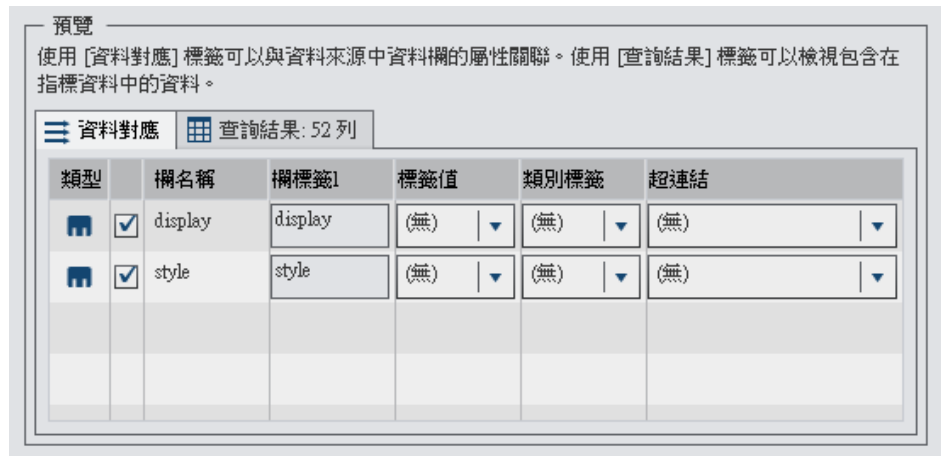 預覽
使用 [資料對應] 標籤可以與資料來源中資料欄的屬性關聯。使用 [查詢結果] 標籤可以檢視包含在
指標資料中的資料。
資料對應 查詢結果: 52 列
類型 欄名稱 欄標籤1 標籤值 類別標籤 超連結
display display (無) (無) (無)
style style (無) (無) (無)